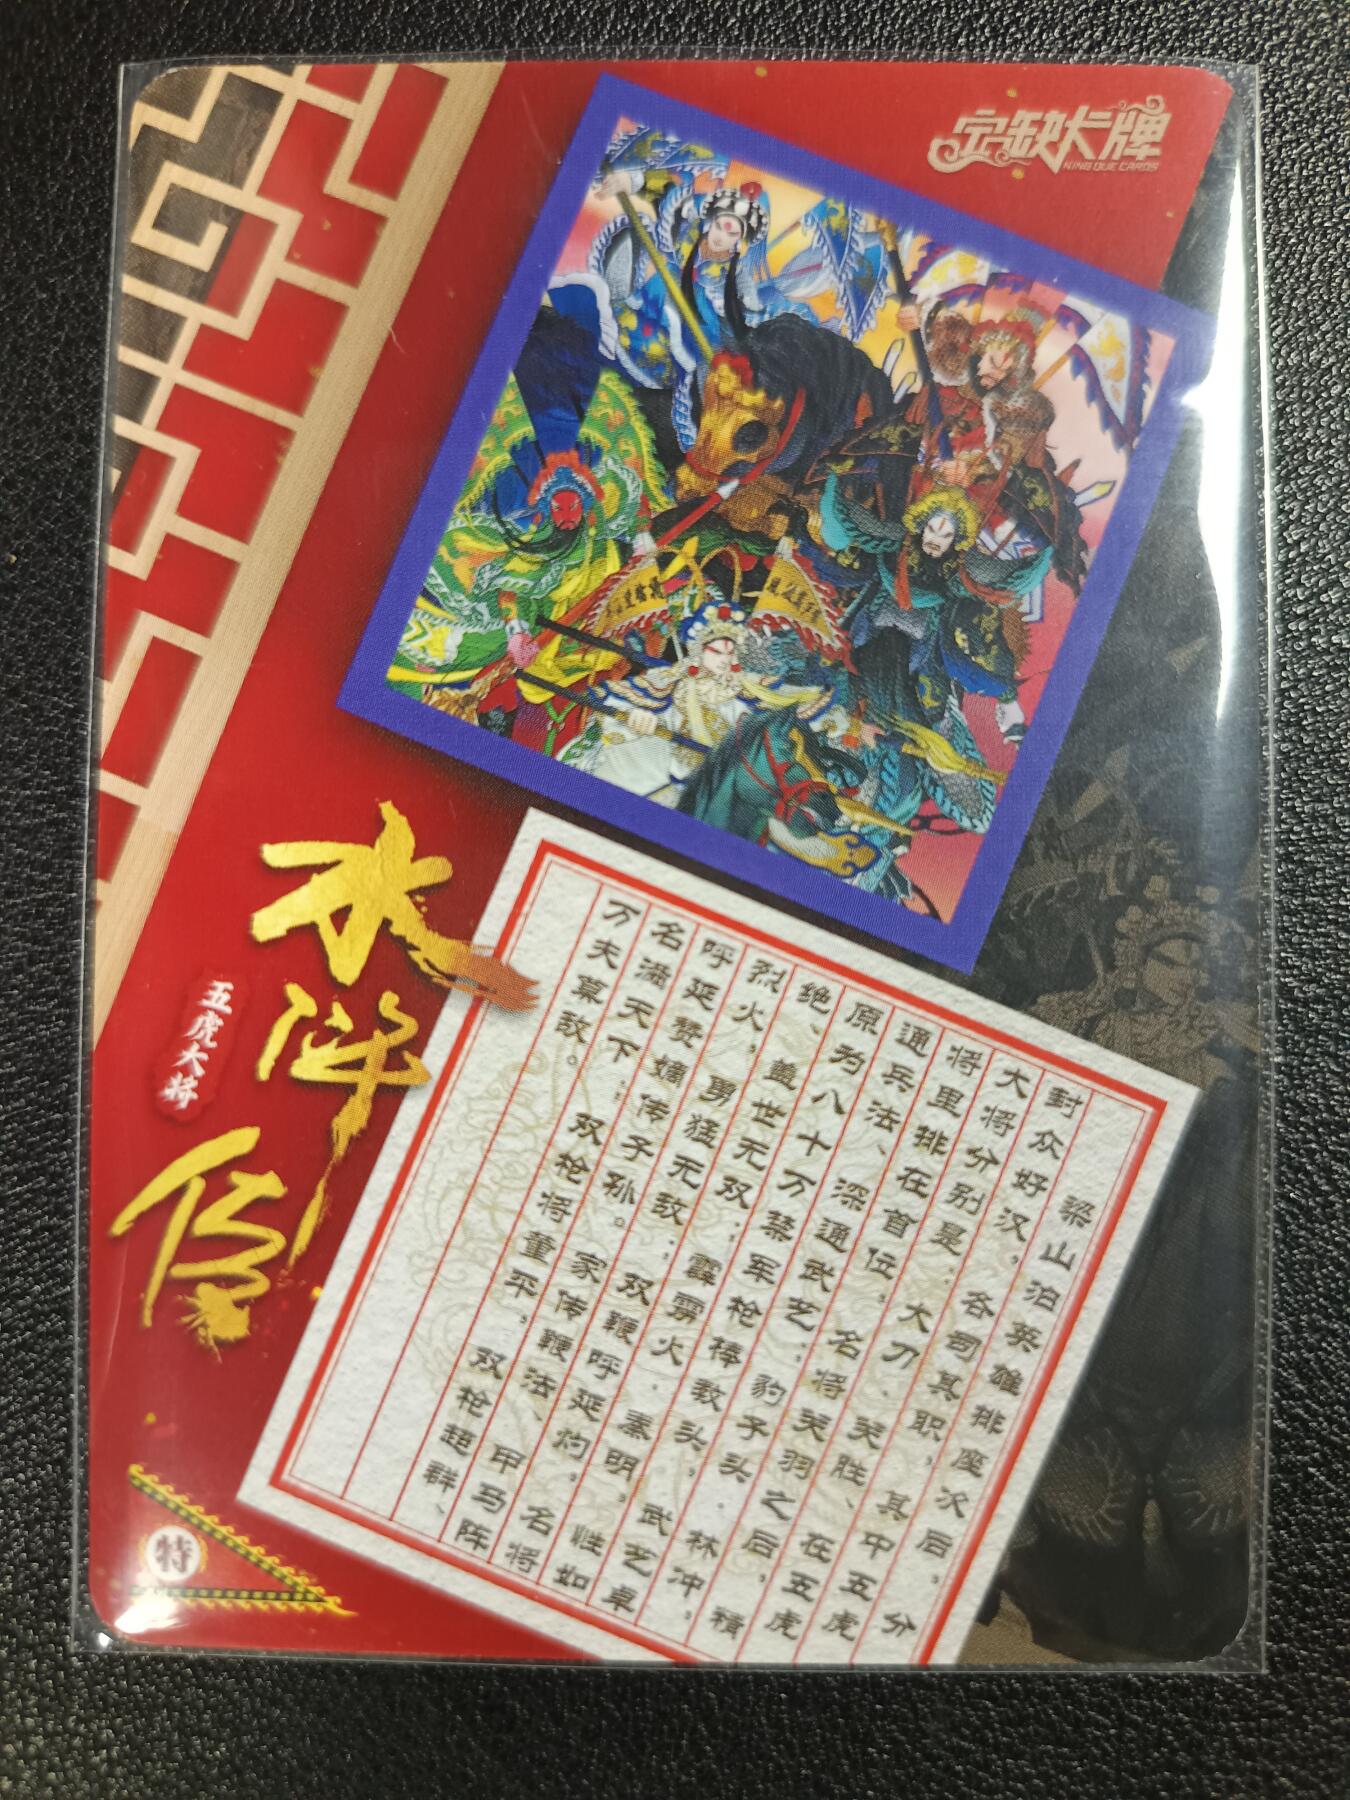 宁缺大牌
NING QUE CARDS
水浒传
五虎大将
梁山泊英雄排座次后,分
封众好汉,各司其职,其中五虎
大将分别是:大刀.关胜、在五虎
将里排在首位,名将关羽之后,精
通兵法、深通武艺;豹子头.林冲,
原为八十万禁军枪棒教头,武艺卓
绝、盖世无双;霹雳火.秦明,性如
烈火,勇猛无敌;双鞭呼延灼,名将
呼延赞嫡传子孙。家传鞭法、甲马阵
名满天下;双枪将董平,双枪超群、
万夫幕敌。
特